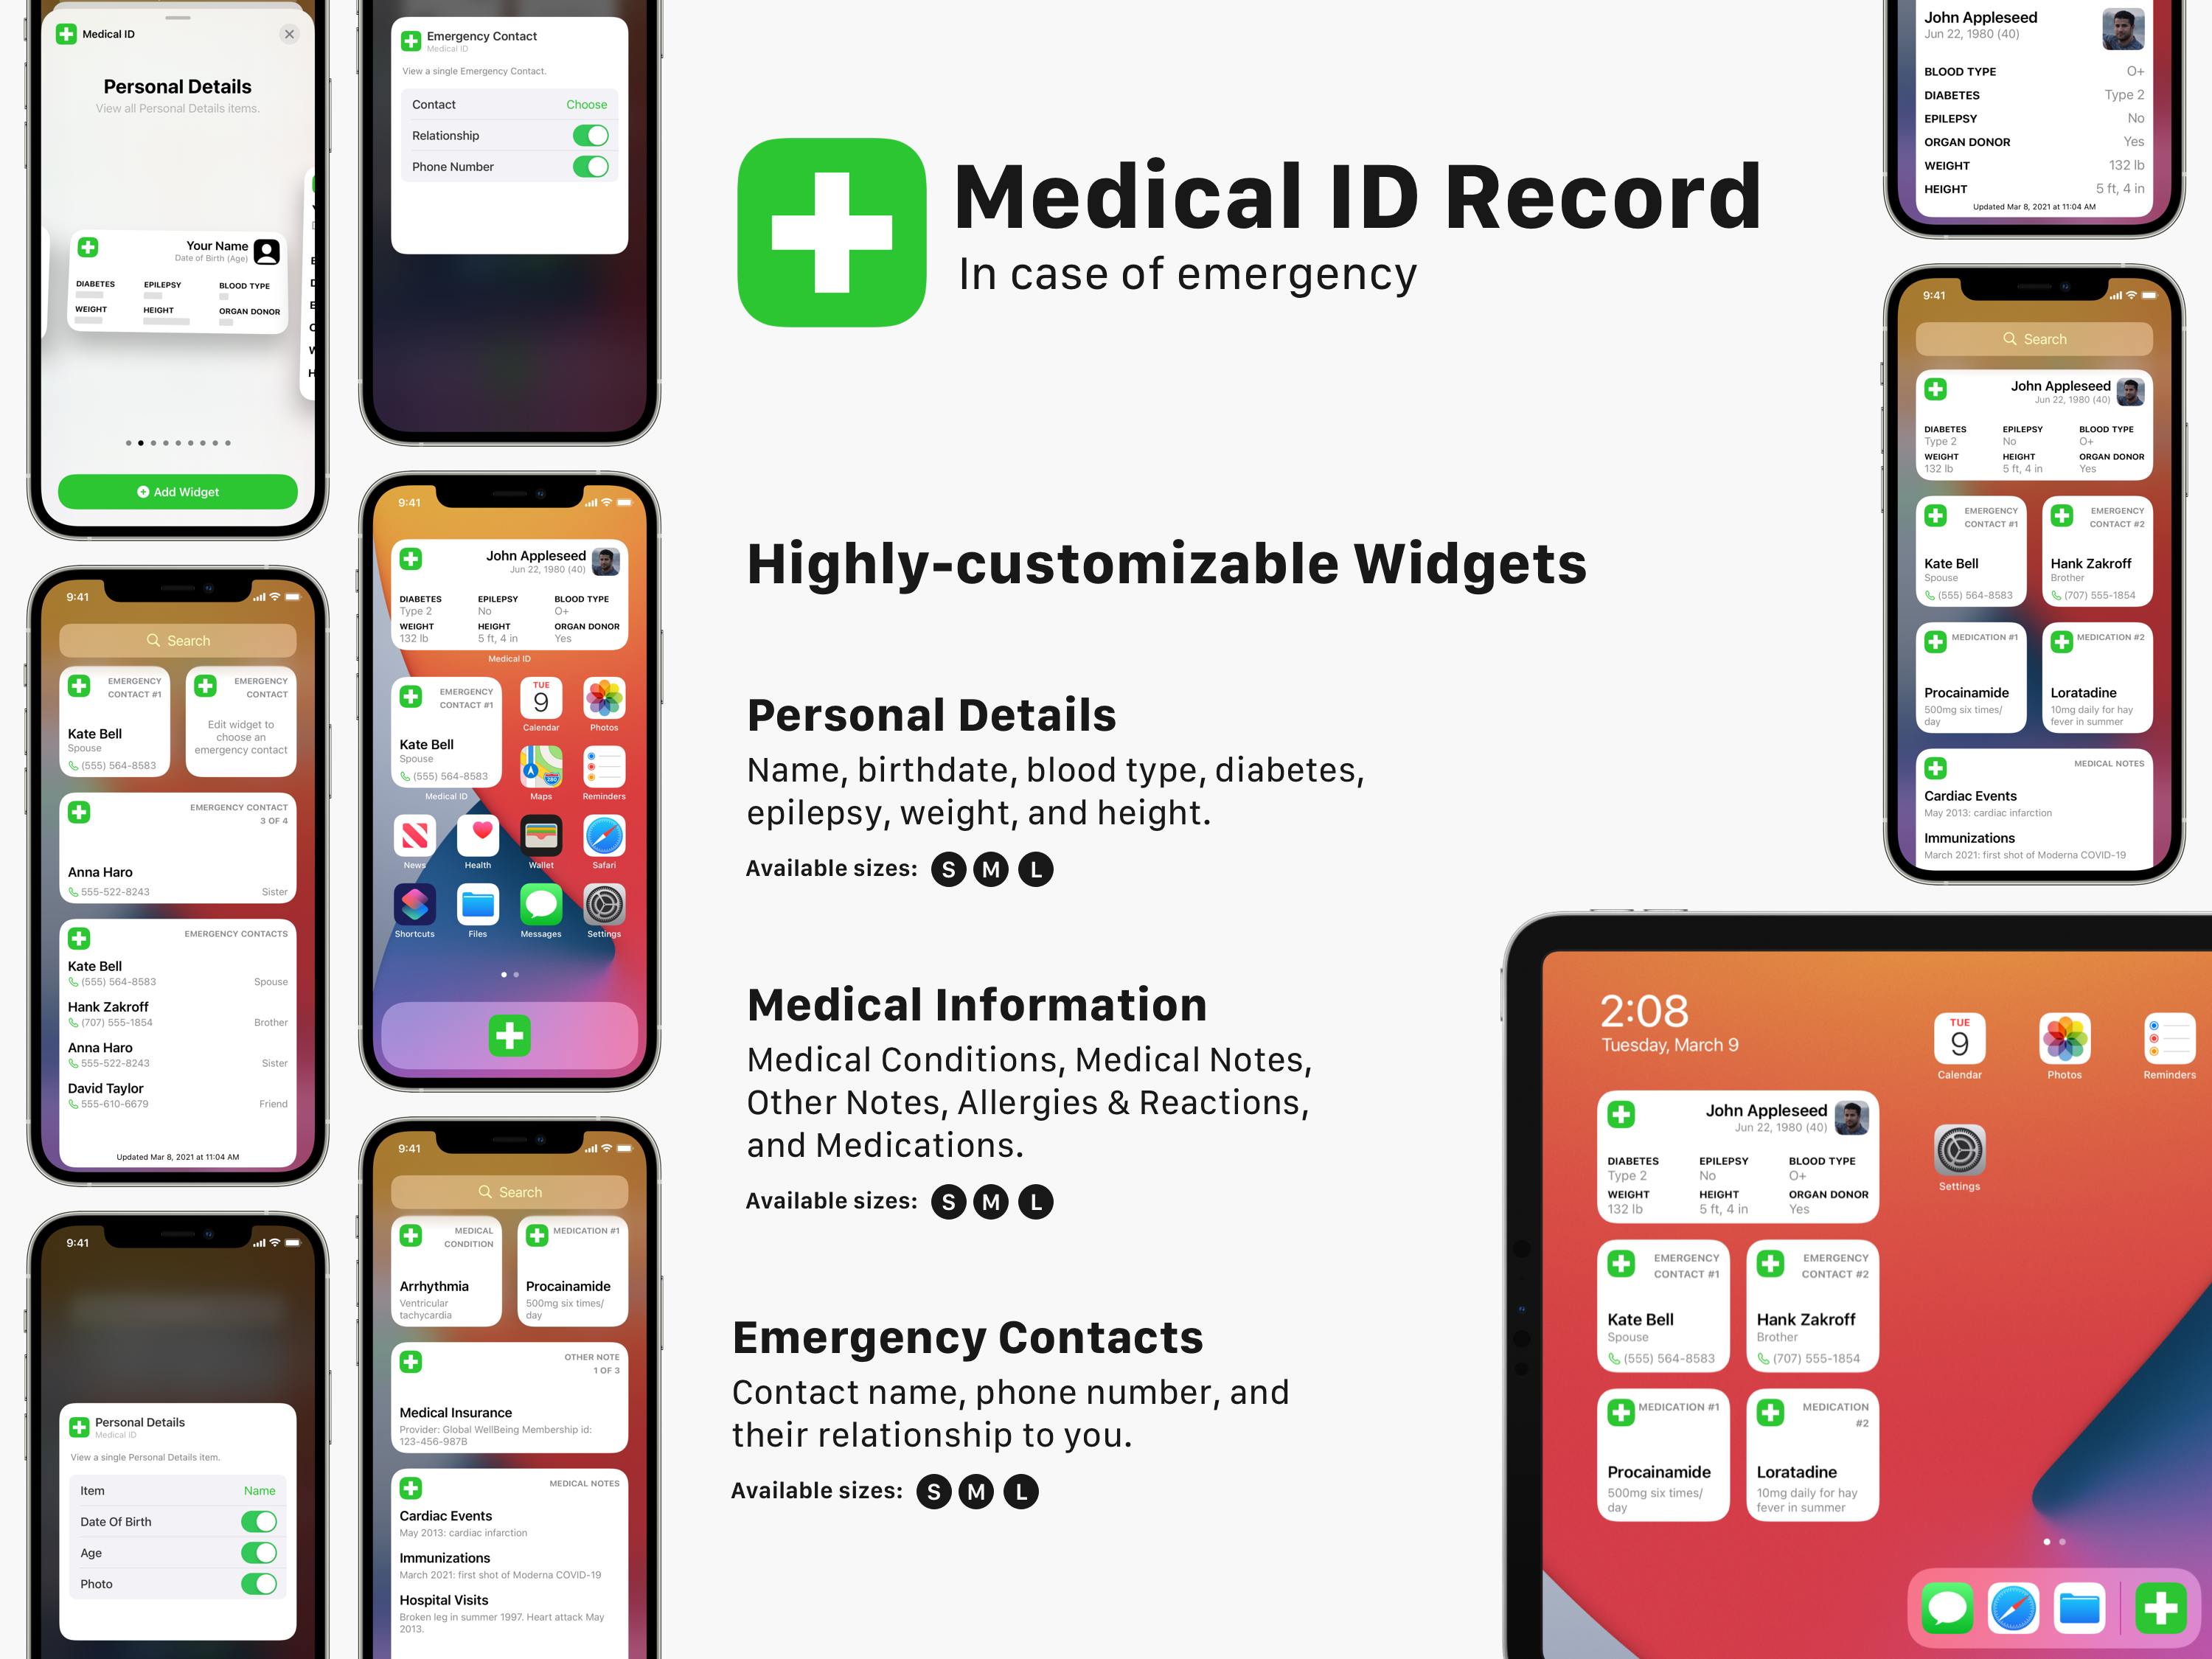 Medical ID
Personal Details
View all Personal Details items.
Your Name
Date of Birth (Age)
DIABETES
EPILEPSY
BLOOD TYPE
WEIGHT
HEIGHT
ORGAN DONOR
Add Widget
9:41
Search
EMERGENCY
CONTACT #1
Kate Bell
Spouse
(555) 564-8583
EMERGENCY
CONTACT
Edit widget to
choose an
emergency contact
EMERGENCY CONTACT
3 OF 4
Anna Haro
555-522-8243
Sister
EMERGENCY CONTACTS
Kate Bell
(555) 564-8583
Spouse
Hank Zakroff
(707) 555-1854
Brother
Anna Haro
555-522-8243
Sister
David Taylor
555-610-6679
Friend
Updated Mar 8, 2021 at 11:04 AM
9:41
Personal Details
Medical ID
View a single Personal Details item.
Item
Name
Date Of Birth
Age
Photo
Emergency Contact
Medical ID
View a single Emergency Contact.
Contact
Choose
Relationship
Phone Number
9:41
John Appleseed
Jun 22, 1980 (40)
DIABETES
Type 2
EPILEPSY
No
BLOOD TYPE
O+
WEIGHT
132 lb
HEIGHT
5 ft, 4 in
ORGAN DONOR
Yes
Medical ID
EMERGENCY
CONTACT #1
Kate Bell
Spouse
(555) 564-8583
Medical ID
TUE
9
Calendar
Photos
280
Maps
Reminders
News
Health
Wallet
Safari
Shortcuts
Files
Messages
Settings
9:41
Search
MEDICAL
CONDITION
Arrhythmia
Ventricular
tachycardia
MEDICATION #1
Procainamide
500mg six times/
day
OTHER NOTE
1 OF 3
Medical Insurance
Provider: Global WellBeing Membership id:
123-456-987B
MEDICAL NOTES
Cardiac Events
May 2013: cardiac infarction
Immunizations
March 2021: first shot of Moderna COVID-19
Hospital Visits
Broken leg in summer 1997. Heart attack May
2013.
Medical ID Record
In case of emergency
Highly-customizable Widgets
Personal Details
Name, birthdate, blood type, diabetes,
epilepsy, weight, and height.
Available sizes: S M L
Medical Information
Medical Conditions, Medical Notes,
Other Notes, Allergies & Reactions,
and Medications.
Available sizes: S M L
Emergency Contacts
Contact name, phone number, and
their relationship to you.
Available sizes: S M L
John Appleseed
Jun 22, 1980 (40)
BLOOD TYPE
O+
DIABETES
Type 2
EPILEPSY
No
ORGAN DONOR
Yes
WEIGHT
132 lb
HEIGHT
5 ft, 4 in
Updated Mar 8, 2021 at 11:04 AM
9:41
Search
John Appleseed
Jun 22, 1980 (40)
DIABETES
Type 2
EPILEPSY
No
BLOOD TYPE
O+
WEIGHT
132 lb
HEIGHT
5 ft, 4 in
ORGAN DONOR
Yes
EMERGENCY
CONTACT #1
Kate Bell
Spouse
(555) 564-8583
EMERGENCY
CONTACT #2
Hank Zakroff
Brother
(707) 555-1854
MEDICATION #1
Procainamide
500mg six times/
day
MEDICATION #2
Loratadine
10mg daily for hay
fever in summer
MEDICAL NOTES
Cardiac Events
May 2013: cardiac infarction
Immunizations
March 2021: first shot of Moderna COVID-19
2:08
Tuesday, March 9
TUE
9
Calendar
Photos
Reminders
Settings
John Appleseed
Jun 22, 1980 (40)
DIABETES
Type 2
EPILEPSY
No
BLOOD TYPE
O+
WEIGHT
132 lb
HEIGHT
5 ft, 4 in
ORGAN DONOR
Yes
EMERGENCY
CONTACT #1
Kate Bell
Spouse
(555) 564-8583
EMERGENCY
CONTACT #2
Hank Zakroff
Brother
(707) 555-1854
MEDICATION #1
Procainamide
500mg six times/
day
MEDICATION
#2
Loratadine
10mg daily for hay
fever in summer